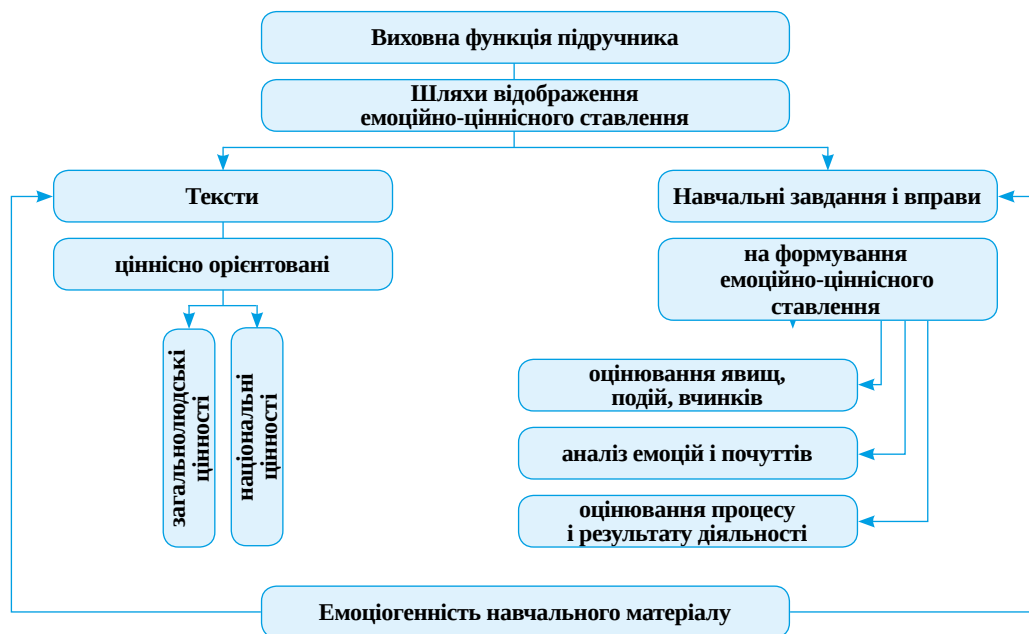 Виховна функція підручника
Шляхи відображення
емоційно-ціннісного ставлення
Тексти
Навчальні завдання і вправи
ціннісно орієнтовані
на формування
емоційно-ціннісного
ставлення
загальнолюдські
цінності
національні
цінності
оцінювання явищ,
подій, вчинків
аналіз емоцій і почуттів
оцінювання процесу
і результату діяльності
Емоціогенність навчального матеріалу